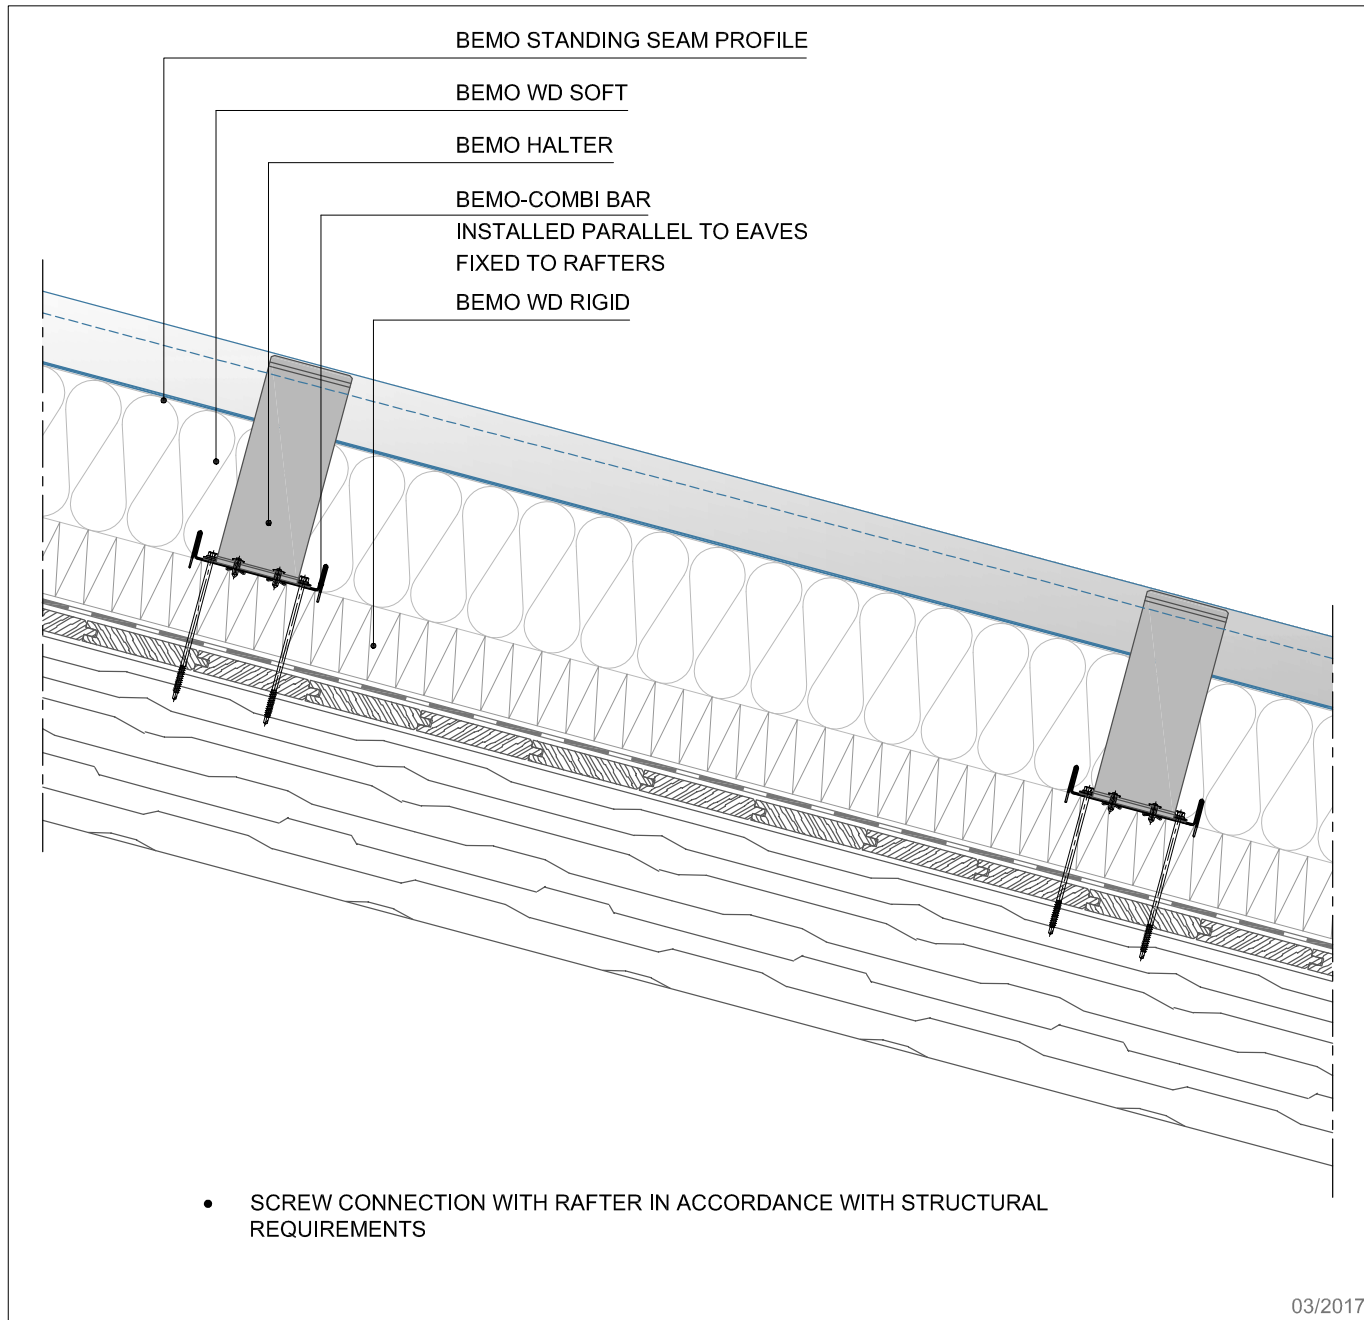 BEMO STANDING SEAM PROFILE
BEMO WD SOFT
BEMO HALTER
BEMO-COMBI BAR
INSTALLED PARALLEL TO EAVES
FIXED TO RAFTERS
BEMO WD RIGID
• SCREW CONNECTION WITH RAFTER IN ACCORDANCE WITH STRUCTURAL
REQUIREMENTS
03/2017